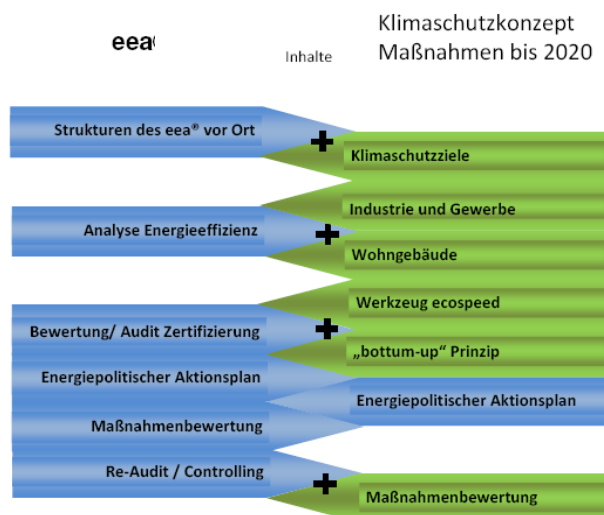 eea®
Inhalte
Klimaschutzkonzept
Maßnahmen bis 2020
Strukturen des eea® vor Ort
Klimaschutzziele
Industrie und Gewerbe
Analyse Energieeffizienz
Wohngebäude
Werkzeug ecospeed
Bewertung/ Audit Zertifizierung
„bottum-up“ Prinzip
Energiepolitischer Aktionsplan
Energiepolitischer Aktionsplan
Maßnahmenbewertung
Re-Audit / Controlling
Maßnahmenbewertung